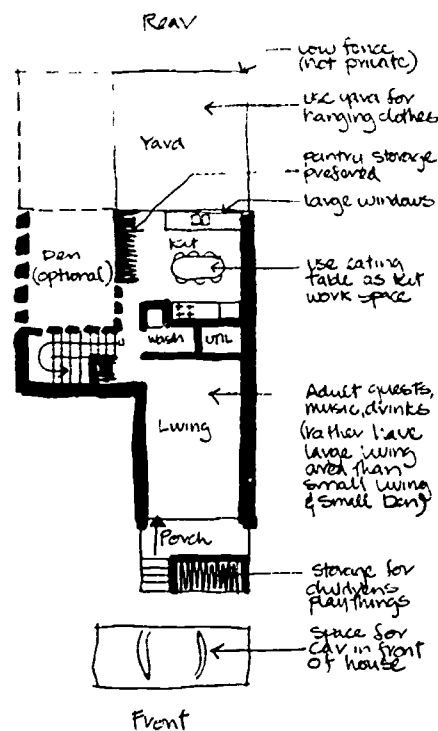 Rear
Low fence
(not private)
use yard for
hanging clothes
Yard
pantry storage
preferred
large windows
Kit
Den
(optional)
use eating
table as kit
work space
Wash
UTIL
Adult guests,
music, drinks
(rather have
large living
area than
small living
& small den)
Living
Porch
Storage for
children's
playthings
Space for
car in front
of house
Front